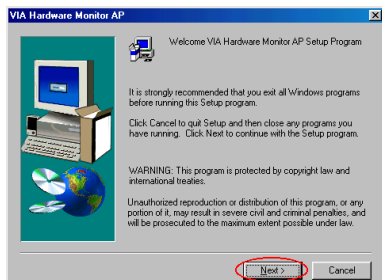 VIA Hardware Monitor AP
Welcome VIA Hardware Monitor AP Setup Program
It is strongly recommended that you exit all Windows programs
before running this Setup program.
Click Cancel to quit Setup and then close any programs you
have running. Click Next to continue with the Setup program.
WARNING: This program is protected by copyright law and
international treaties.
Unauthorized reproduction or distribution of this program, or any
portion of it, may result in severe civil and criminal penalties, and
will be prosecuted to the maximum extent possible under law.
Next >
Cancel